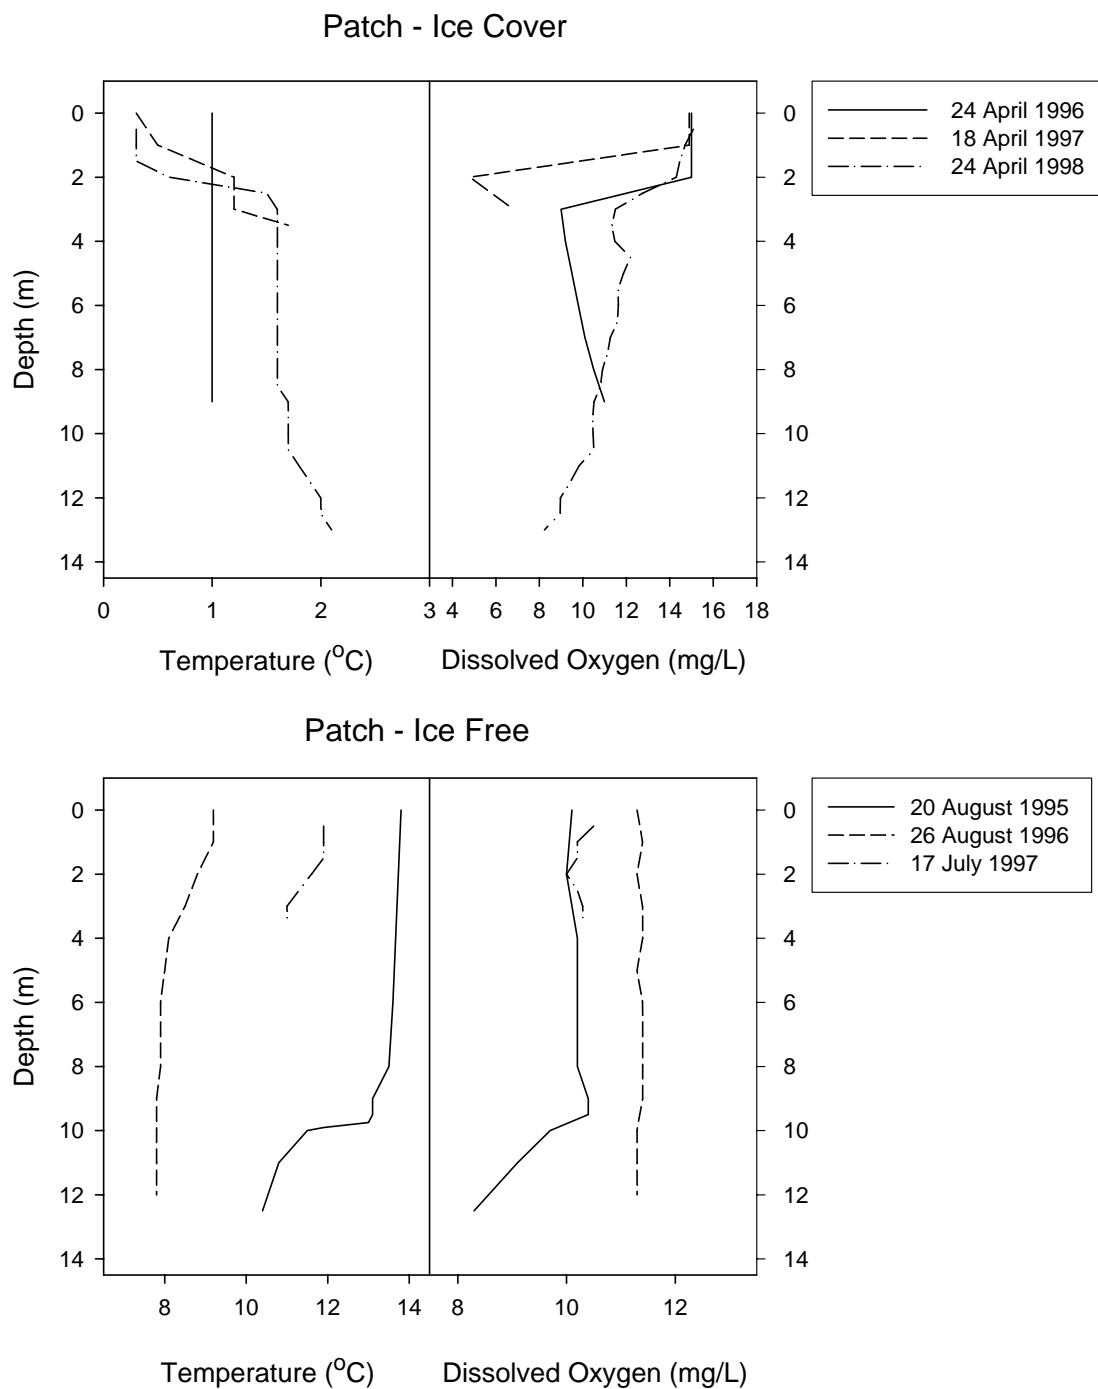 Patch - Ice Cover
0 0
2 2
4 4
6 6
8 8
10 10
12 12
14 14
Depth (m)
24 April 1996
18 April 1997
24 April 1998
0 1 2 3 4 6 8 10 12 14 16 18
Temperature (oC) Dissolved Oxygen (mg/L)
Patch - Ice Free
0 0
2 2
4 4
6 6
8 8
10 10
12 12
14 14
Depth (m)
20 August 1995
26 August 1996
17 July 1997
8 10 12 14 8 10 12
Temperature (oC) Dissolved Oxygen (mg/L)